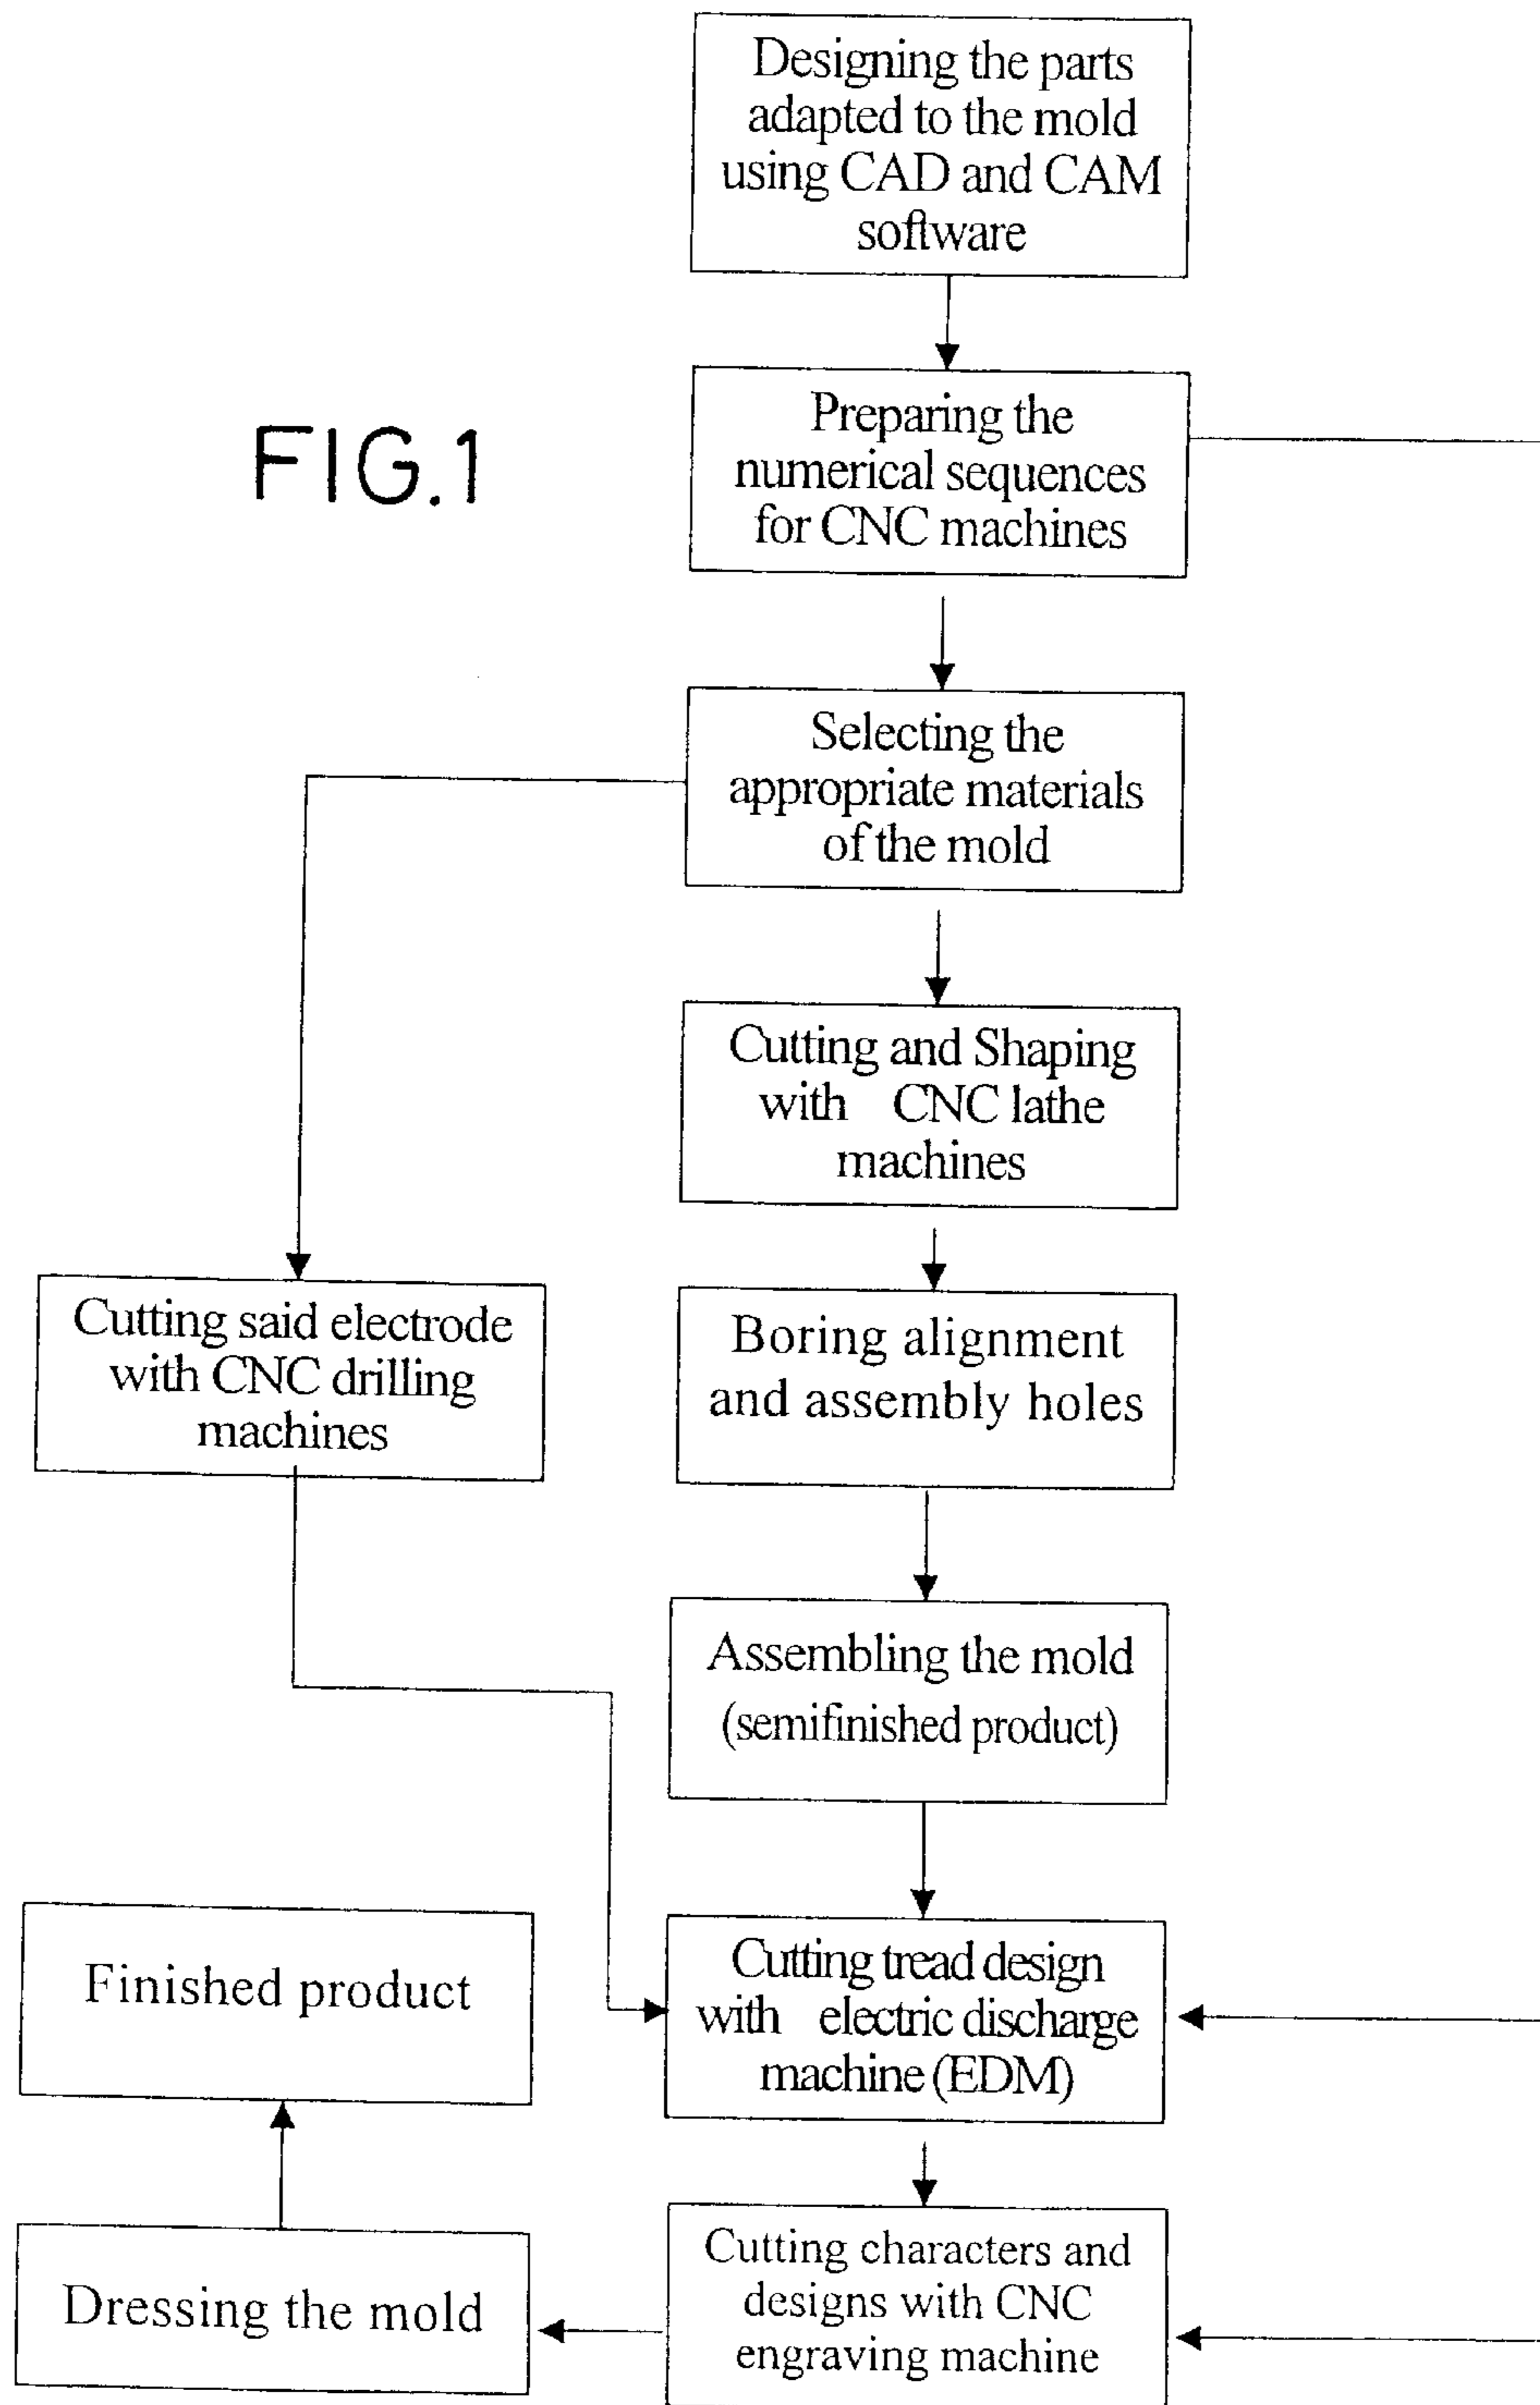 Designing the parts
adapted to the mold
using CAD and CAM
software
FIG.1
Preparing the
numerical sequences
for CNC machines
Selecting the
appropriate materials
of the mold
Cutting and Shaping
with CNC lathe
machines
Cutting said electrode
with CNC drilling
machines
Boring alignment
and assembly holes
Assembling the mold
(semifinished product)
Cutting tread design
with electric discharge
machine (EDM)
Cutting characters and
designs with CNC
engraving machine
Dressing the mold
Finished product